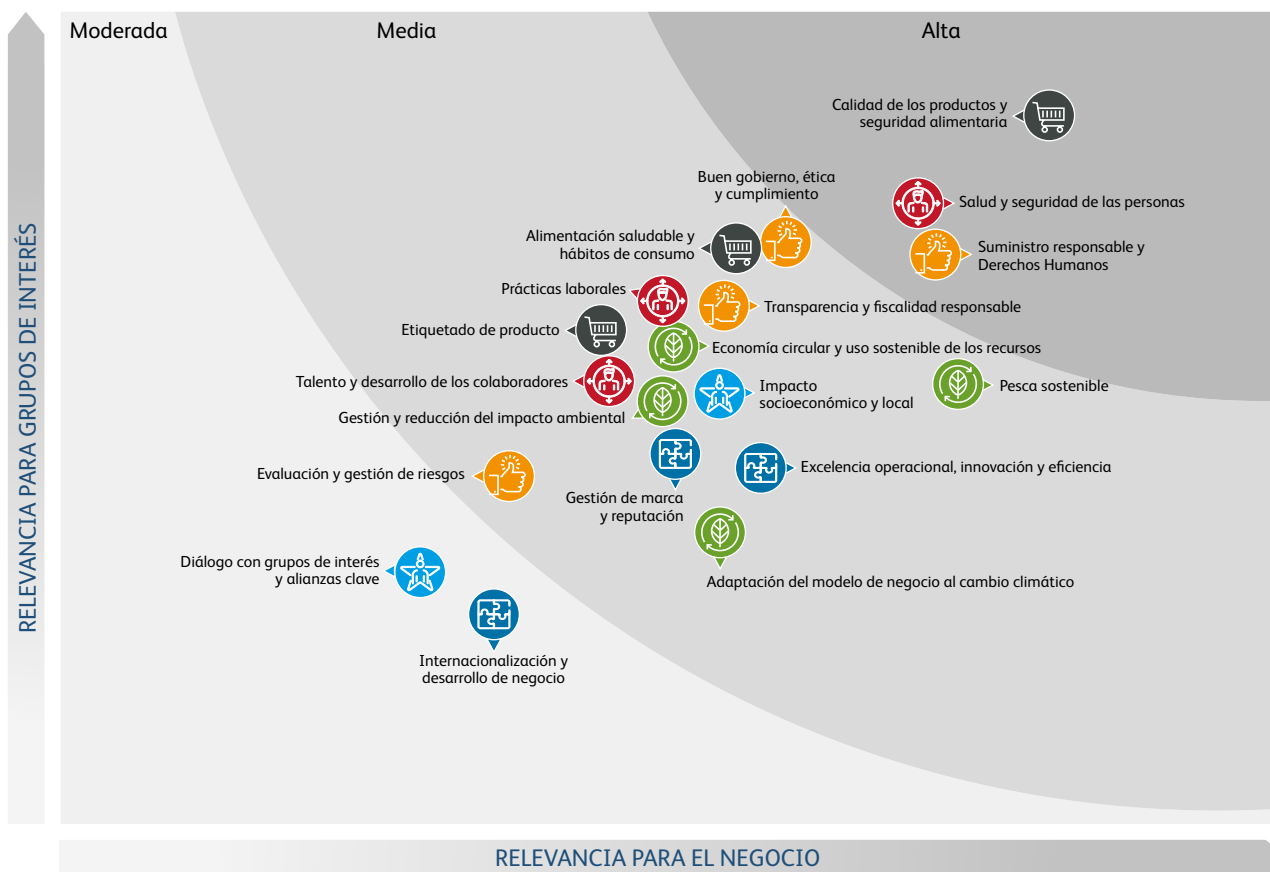 Moderada
Media
Alta
Calidad de los productos y
seguridad alimentaria
Buen gobierno, ética
y cumplimiento
Salud y seguridad de las personas
Alimentación saludable y
hábitos de consumo
Suministro responsable y
Derechos Humanos
Prácticas laborales
Transparencia y fiscalidad responsable
Etiquetado de producto
Economía circular y uso sostenible de los recursos
Talento y desarrollo de los colaboradores
Impacto
socioeconómico y local
Pesca sostenible
Gestión y reducción del impacto ambiental
Evaluación y gestión de riesgos
Excelencia operacional, innovación y eficiencia
Gestión de marca
y reputación
Diálogo con grupos de interés
y alianzas clave
Adaptación del modelo de negocio al cambio climático
Internacionalización y
desarrollo de negocio
RELEVANCIA PARA GRUPOS DE INTERÉS
RELEVANCIA PARA EL NEGOCIO